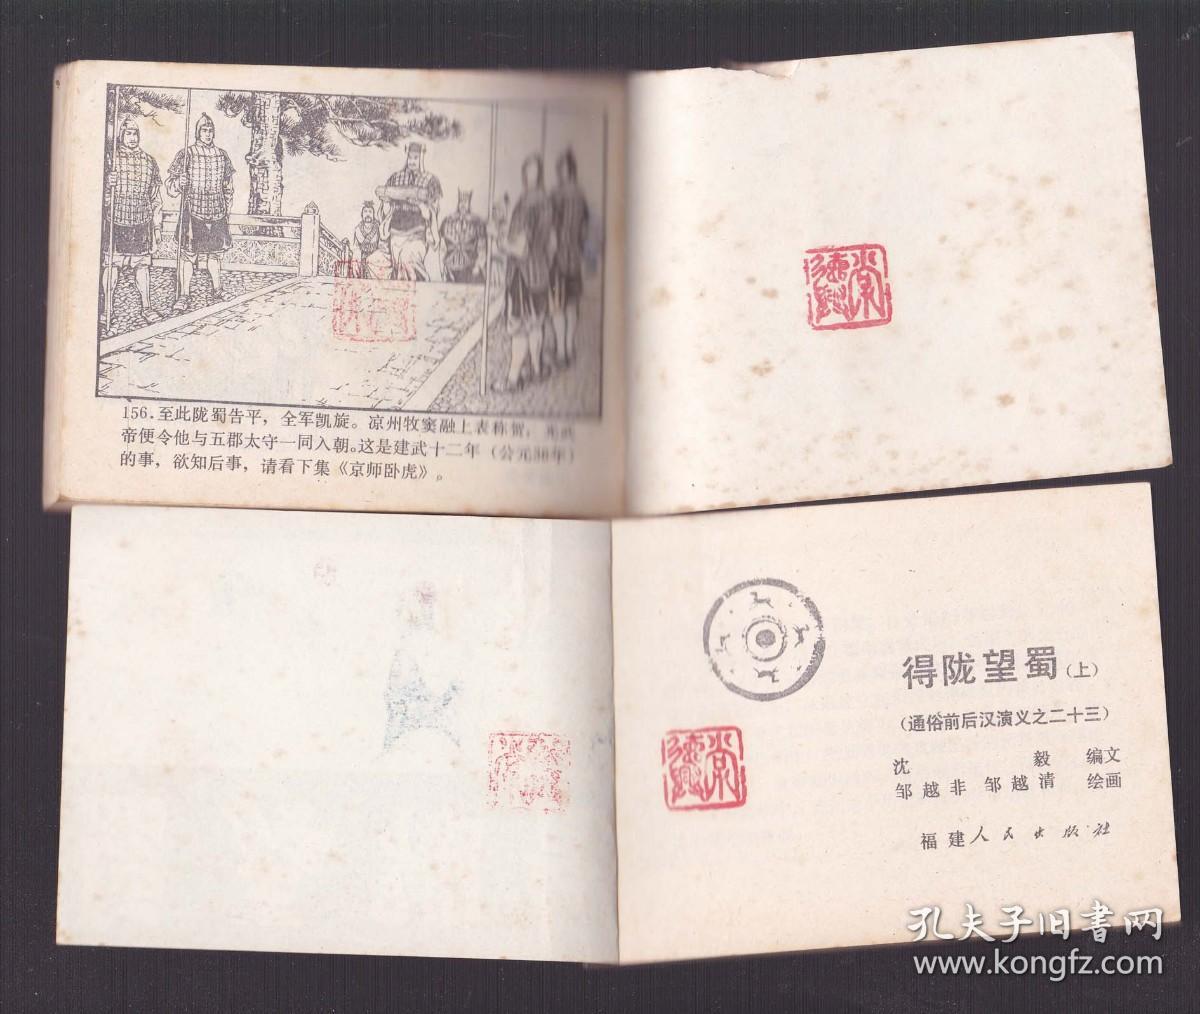 156.至此陇蜀告平，全军凯旋。凉州牧窦融上表称贺，光武
帝便令他与五郡太守一同入朝。这是建武十二年（公元36年）
的事，欲知后事，请看下集《京师卧虎》。
得陇望蜀(上)
(通俗前后汉演义之二十三)
沈 毅 编文
邹越非 邹越清 绘画
福建人民出版社
孔夫子旧书网
www.kongfz.com